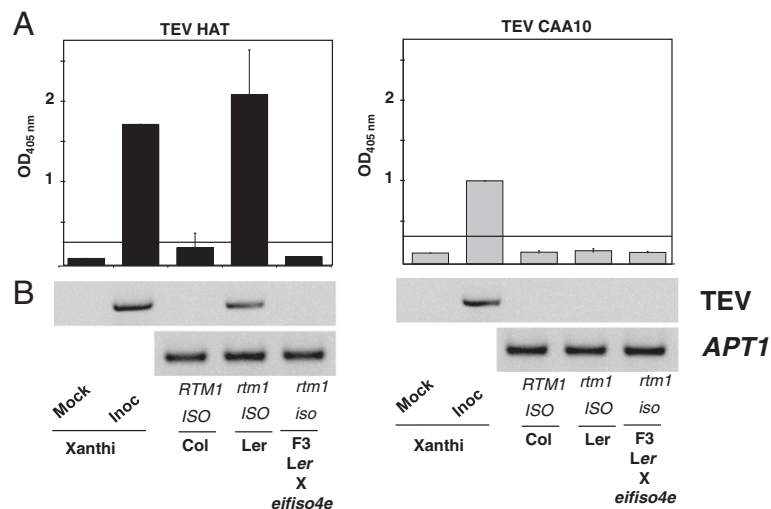 A
TEV HAT
TEV CAA10
OD405 nm
2
1
OD405 nm
2
1
B
TEV
APT1
Mock
Inoc
Xanthi
RTM1
ISO
Col
rtm1
ISO
Ler
rtm1
iso
F3
Ler
X
eifiso4e
Mock
Inoc
Xanthi
RTM1
ISO
Col
rtm1
ISO
Ler
rtm1
iso
F3
Ler
X
eifiso4e